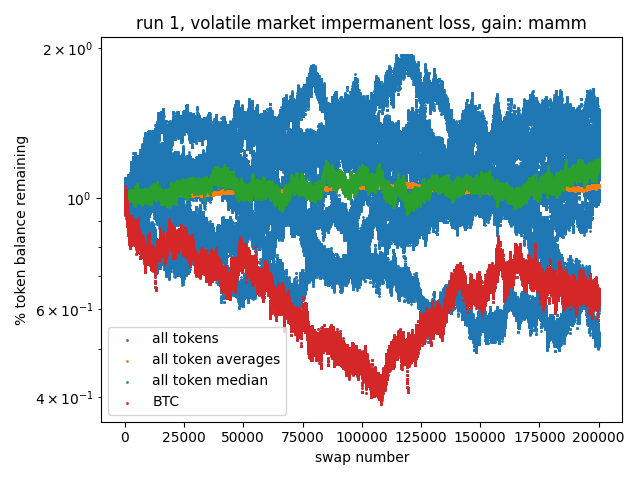 run 1, volatile market impermanent loss, gain: mamm
% token balance remaining
2 × 10⁰
10⁰
6 × 10⁻¹
4 × 10⁻¹
all tokens
all token averages
all token median
BTC
0 25000 50000 75000 100000 125000 150000 175000 200000
swap number